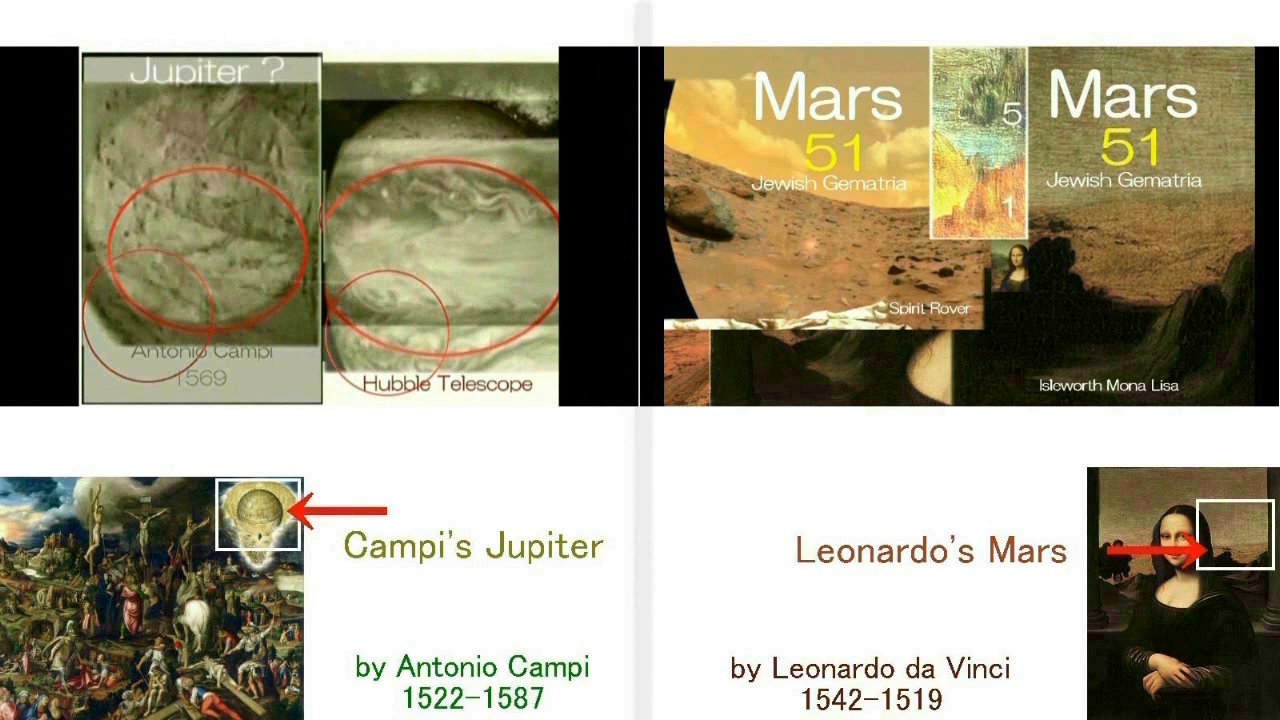 Jupiter ?
Antonio Campi
1569
Hubble Telescope
Mars
51
Jewish Gematria
Spirit Rover
5
1
Mars
51
Jewish Gematria
Isleworth Mona Lisa
Campi's Jupiter
by Antonio Campi
1522-1587
Leonardo's Mars
by Leonardo da Vinci
1542-1519